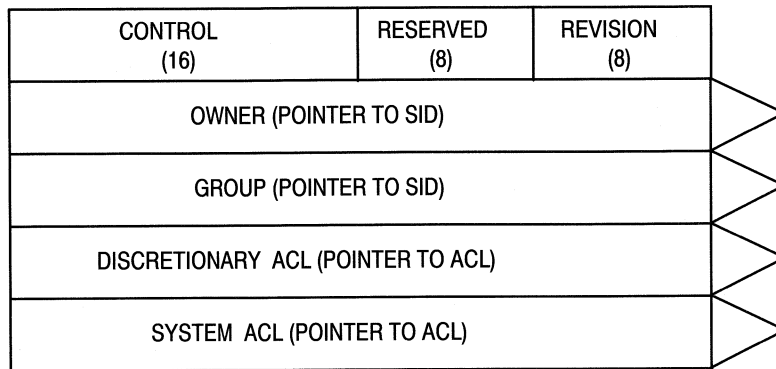 CONTROL
(16)
RESERVED
(8)
REVISION
(8)
OWNER (POINTER TO SID)
GROUP (POINTER TO SID)
DISCRETIONARY ACL (POINTER TO ACL)
SYSTEM ACL (POINTER TO ACL)